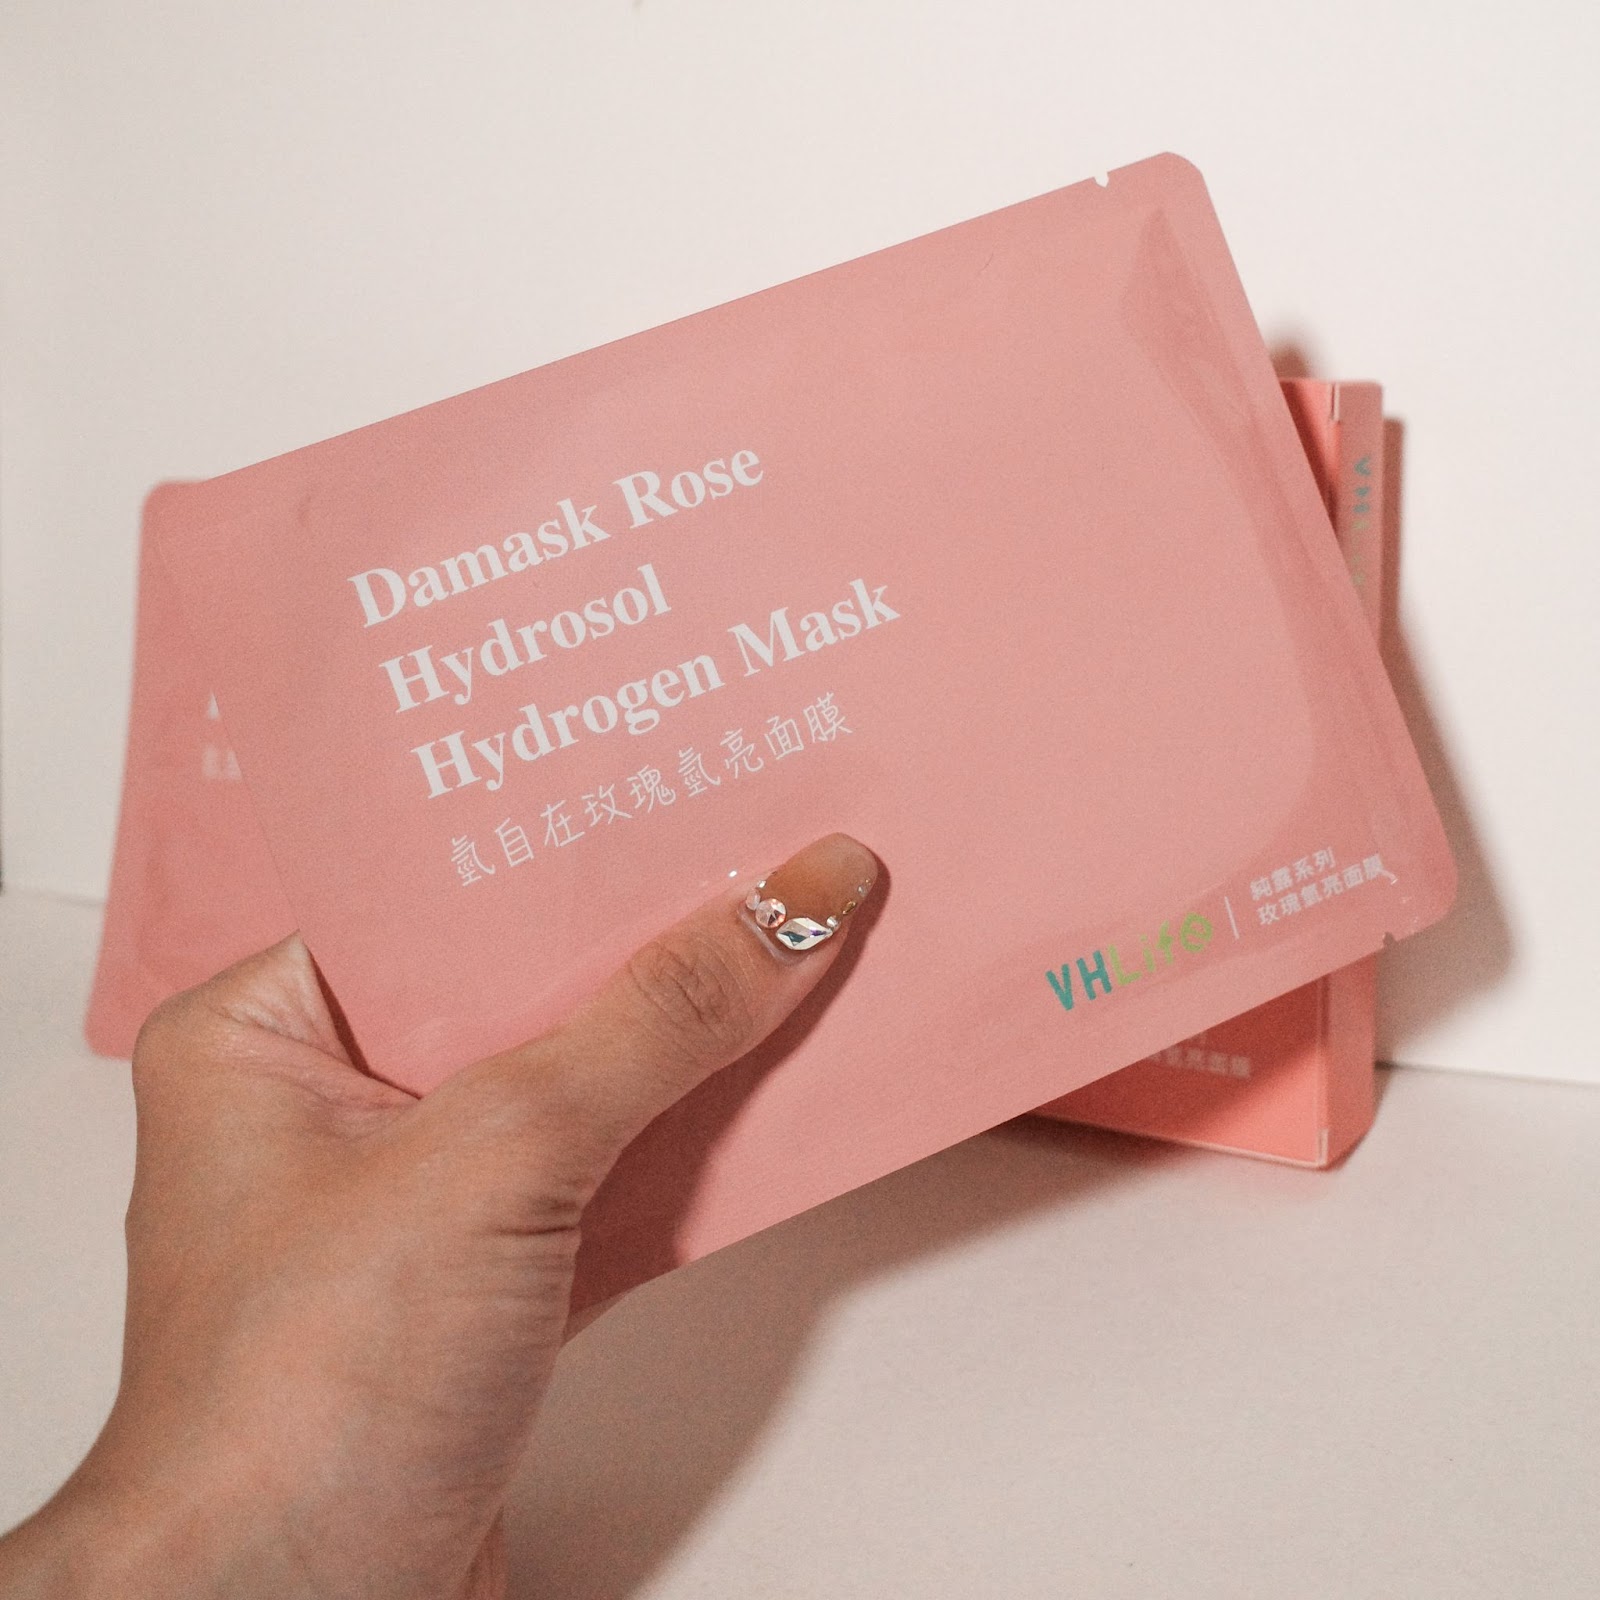 Damask Rose
Hydrosol
Hydrogen Mask
氫自在玫瑰氫亮面膜
VHLife
純露系列
玫瑰氫亮面膜